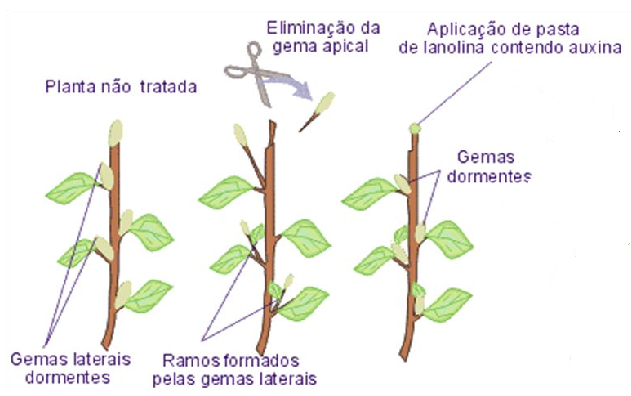 Eliminação da
gema apical
Aplicação de pasta
de lanolina contendo auxina
Planta não tratada
Gemas
dormentes
Gemas laterais
dormentes
Ramos formados
pelas gemas laterais